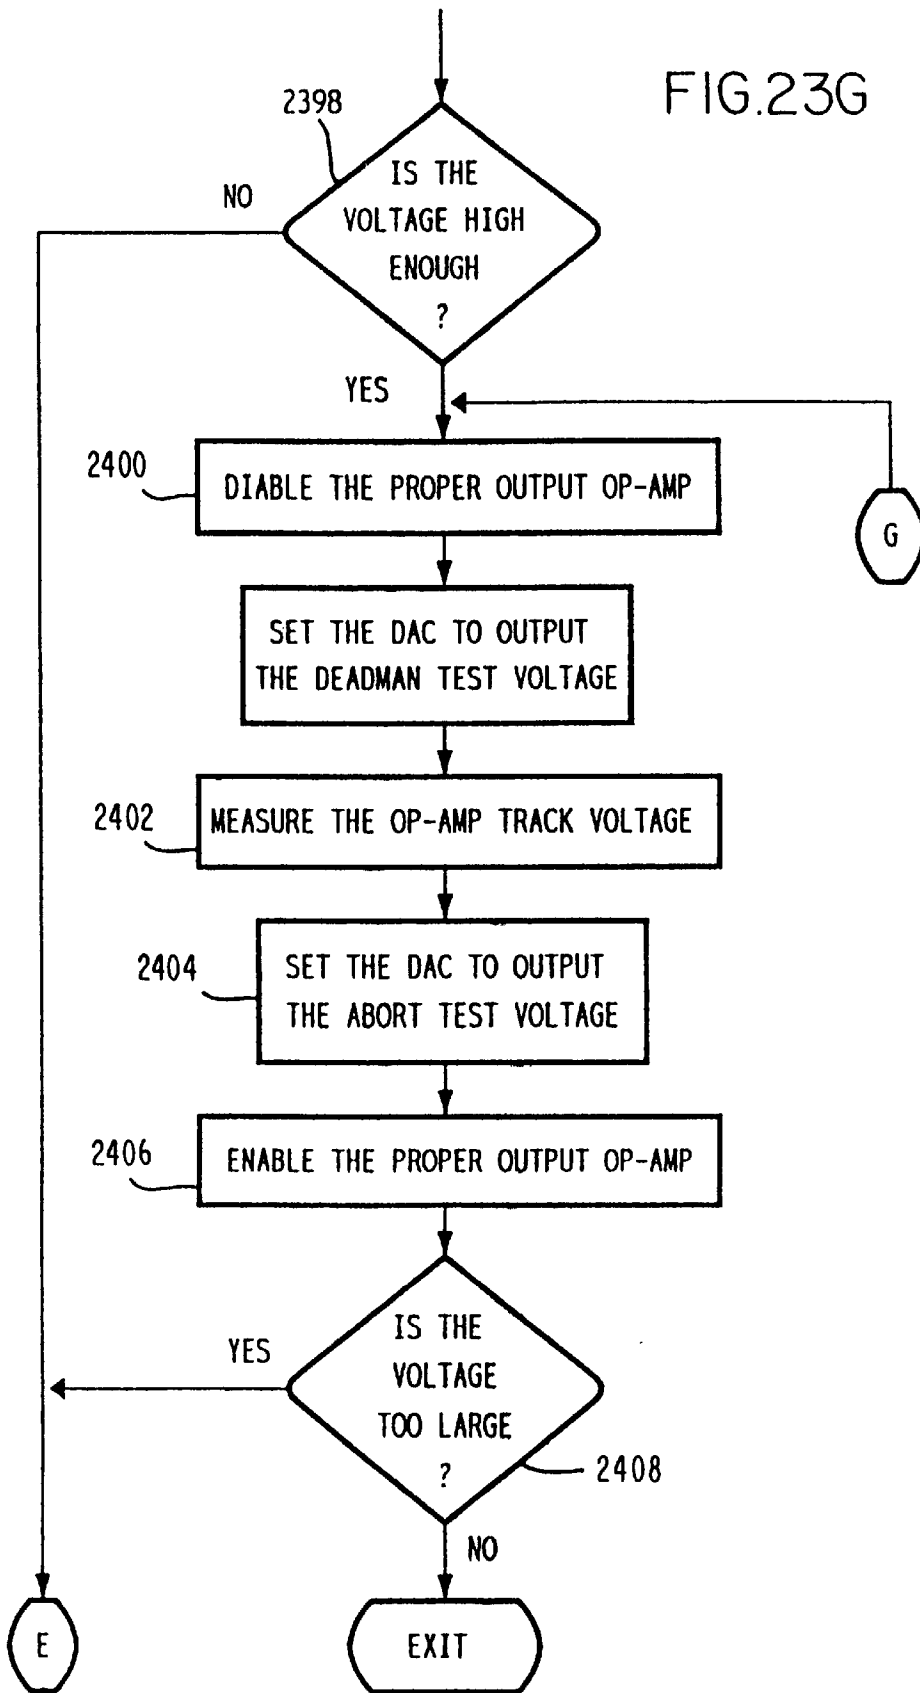 FIG.23G
2398
IS THE
VOLTAGE HIGH
ENOUGH
?
NO
YES
2400
DIABLE THE PROPER OUTPUT OP-AMP
G
SET THE DAC TO OUTPUT
THE DEADMAN TEST VOLTAGE
2402
MEASURE THE OP-AMP TRACK VOLTAGE
2404
SET THE DAC TO OUTPUT
THE ABORT TEST VOLTAGE
2406
ENABLE THE PROPER OUTPUT OP-AMP
YES
IS THE
VOLTAGE
TOO LARGE
?
2408
NO
E
EXIT